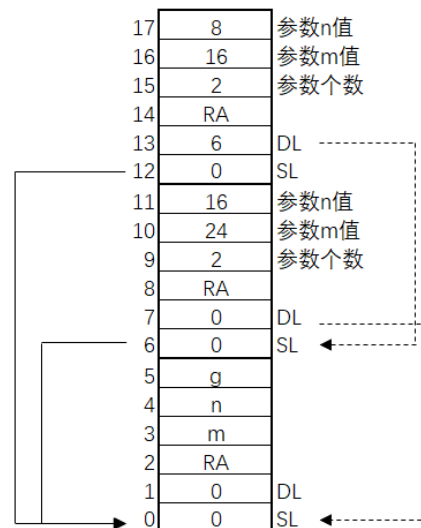 17 8 参数n值
16 16 参数m值
15 2 参数个数
14 RA
13 6 DL
12 0 SL
11 16 参数n值
10 24 参数m值
9 2 参数个数
8 RA
7 0 DL
6 0 SL
5 g
4 n
3 m
2 RA
1 0 DL
0 0 SL